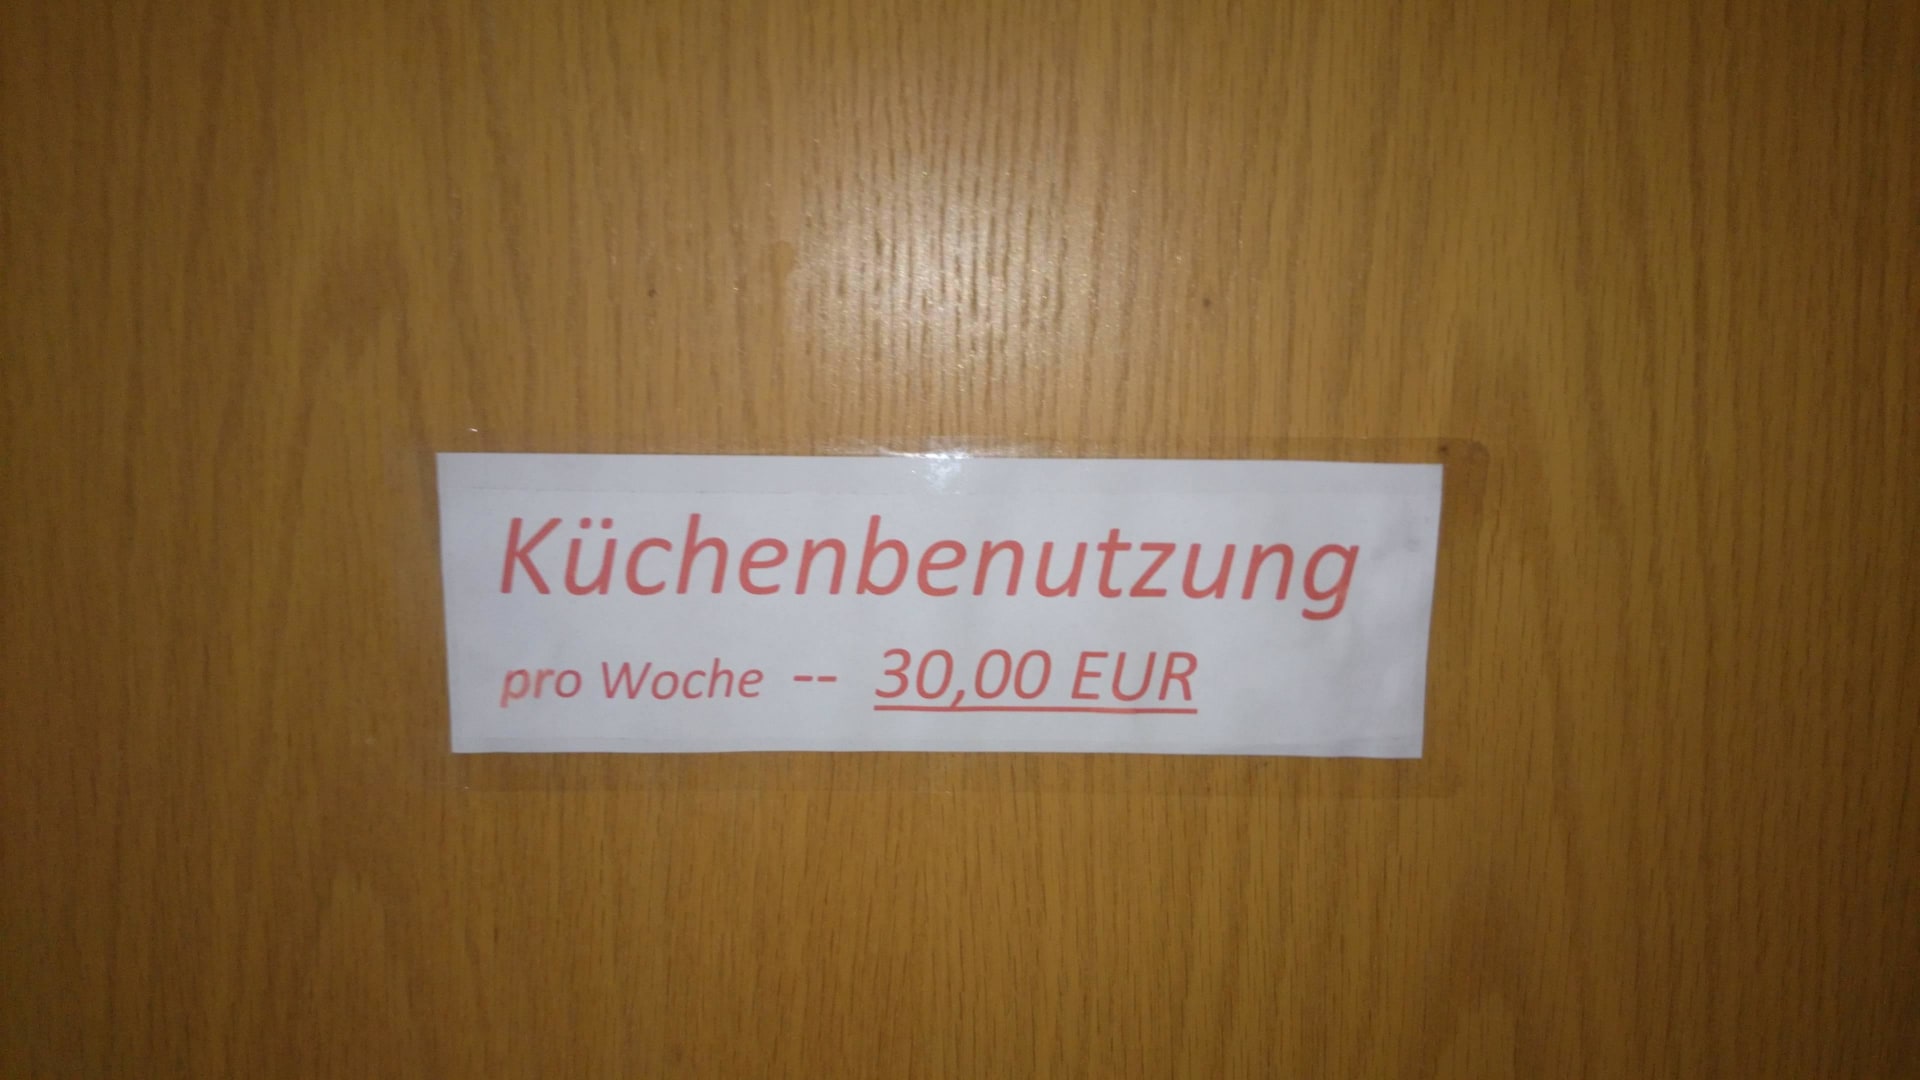 Küchenbenutzung
pro Woche -- 30,00 EUR